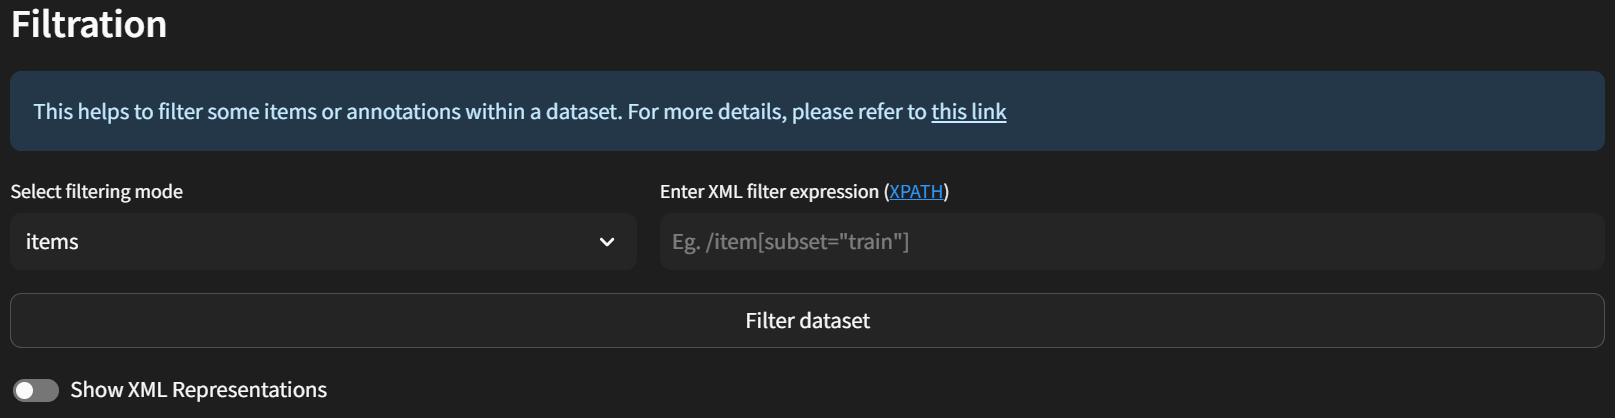 Filtration
This helps to filter some items or annotations within a dataset. For more details, please refer to this link
Select filtering mode
items
Enter XML filter expression (XPATH)
Eg. /item[subset="train"]
Filter dataset
Show XML Representations